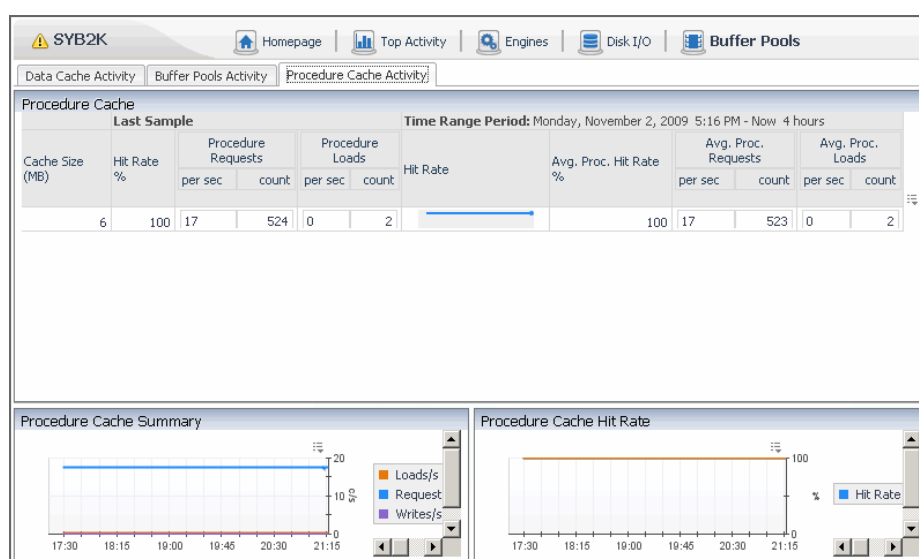 SYB2K
Homepage
Top Activity
Engines
Disk I/O
Buffer Pools
Data Cache Activity
Buffer Pools Activity
Procedure Cache Activity
Procedure Cache
Last Sample
Time Range Period: Monday, November 2, 2009 5:16 PM - Now 4 hours
Cache Size (MB)
Hit Rate %
Procedure Requests
Procedure Loads
Hit Rate
Avg. Proc. Hit Rate %
Avg. Proc. Requests
Avg. Proc. Loads
per sec count per sec count per sec count per sec count
6 100 17 524 0 2 100 17 523 0 2
Procedure Cache Summary
20
10
0
c/s
17:30 18:15 19:00 19:45 20:30 21:15
Loads/s
Request
Writes/s
Procedure Cache Hit Rate
100
0
%
17:30 18:15 19:00 19:45 20:30 21:15
Hit Rate